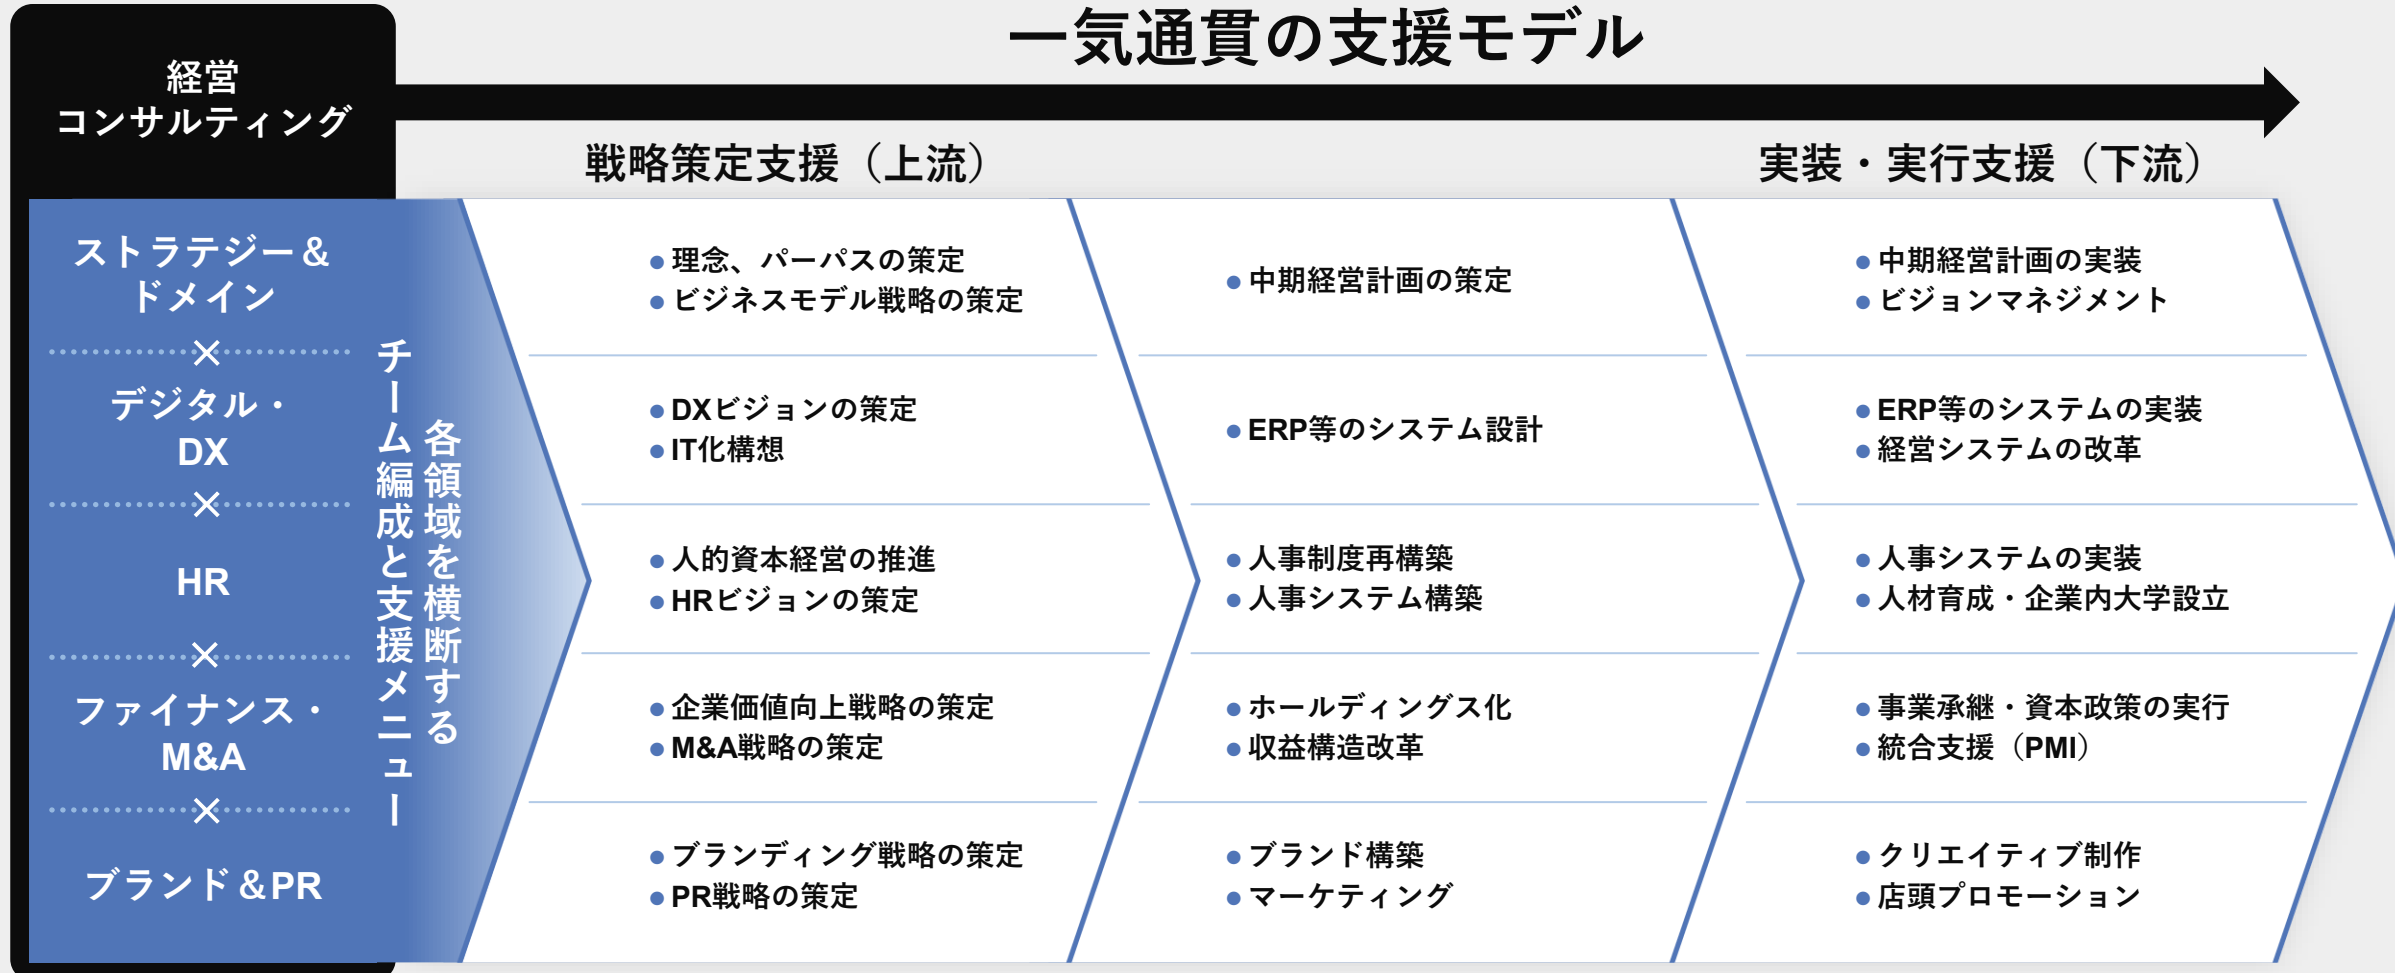 一気通貫の支援モデル
経営
コンサルティング
戦略策定支援（上流）
実装・実行支援（下流）
ストラテジー＆
ドメイン
×
デジタル・
DX
×
HR
×
ファイナンス・
M&A
×
ブランド＆PR
各領域を横断する
チーム編成と支援メニュー
●理念、パーパスの策定
●ビジネスモデル戦略の策定
●中期経営計画の策定
●中期経営計画の実装
●ビジョンマネジメント
●DXビジョンの策定
●IT化構想
●ERP等のシステム設計
●ERP等のシステムの実装
●経営システムの改革
●人的資本経営の推進
●HRビジョンの策定
●人事制度再構築
●人事システム構築
●人事システムの実装
●人材育成・企業内大学設立
●企業価値向上戦略の策定
●M&A戦略の策定
●ホールディングス化
●収益構造改革
●事業承継・資本政策の実行
●統合支援（PMI）
●ブランディング戦略の策定
●PR戦略の策定
●ブランド構築
●マーケティング
●クリエイティブ制作
●店頭プロモーション